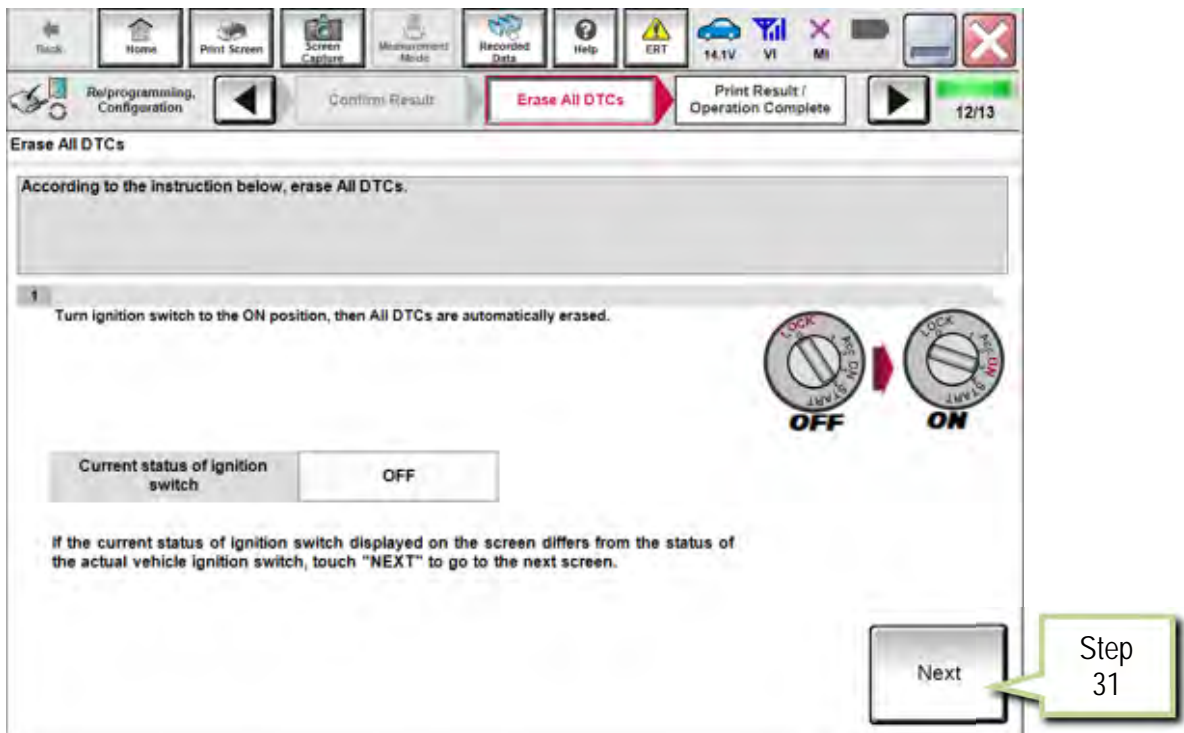 Back
Home
Print Screen
Screen
Capture
Measurement
Mode
Recorded
Data
Help
ERT
14.1V
VI
MI
Re/programming,
Configuration
Confirm Result
Erase All DTCs
Print Result /
Operation Complete
12/13
Erase All DTCs
According to the instruction below, erase All DTCs.
1
Turn ignition switch to the ON position, then All DTCs are automatically erased.
LOCK
ACC
ON
START
OFF
LOCK
ACC
ON
START
ON
Current status of ignition
switch
OFF
If the current status of ignition switch displayed on the screen differs from the status of
the actual vehicle ignition switch, touch "NEXT" to go to the next screen.
Next
Step
31